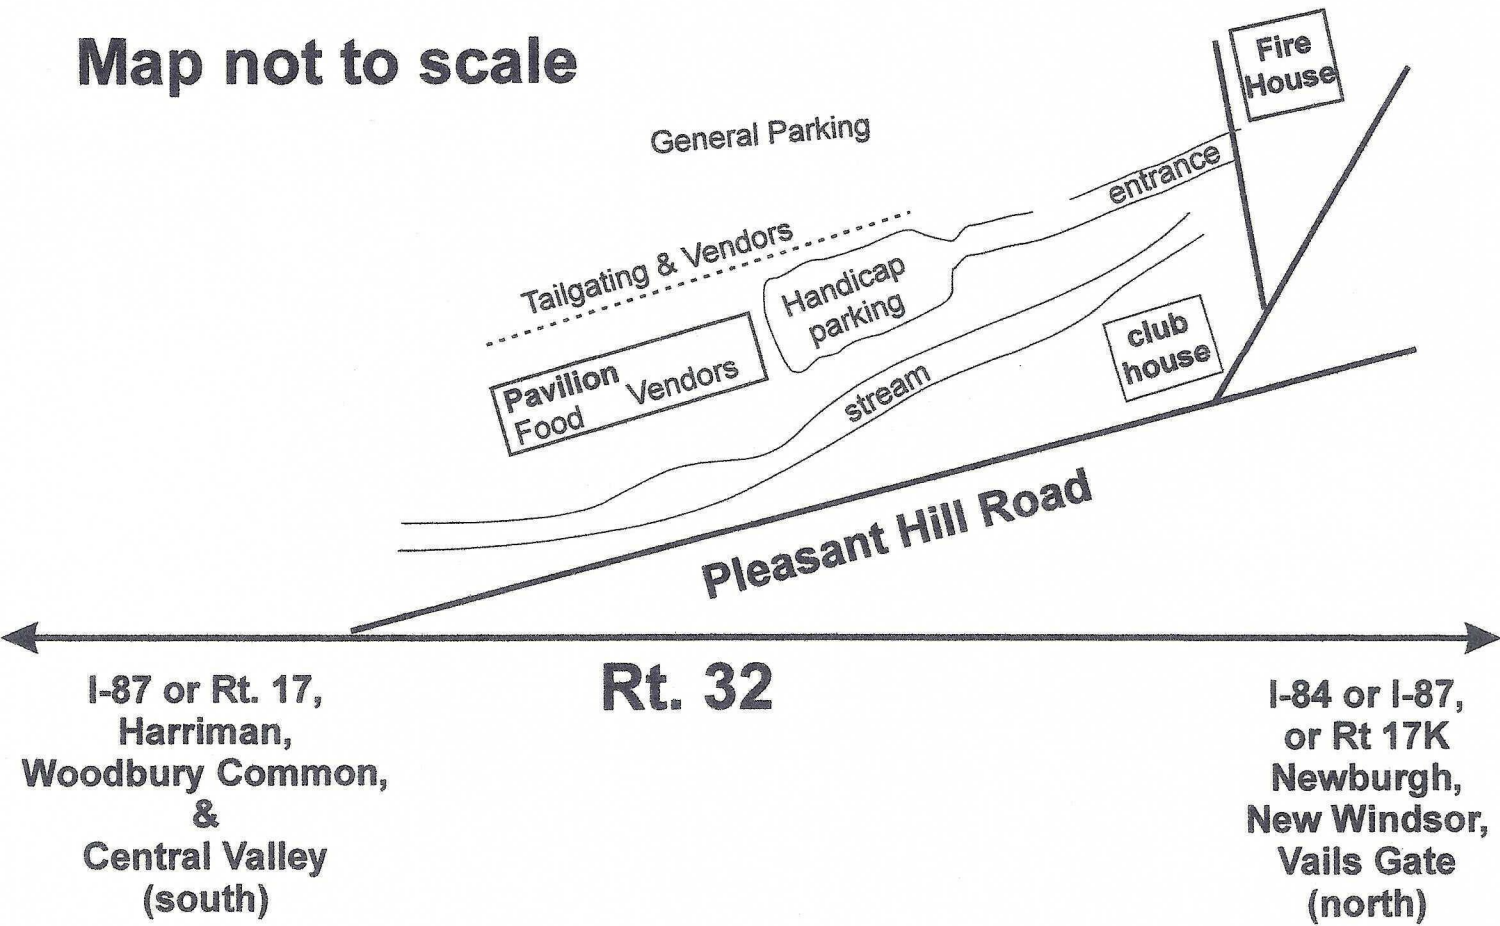 Map not to scale
Fire
House
General Parking
entrance
Tailgating & Vendors
Handicap
parking
club
house
Pavilion
Vendors
Food
stream
Pleasant Hill Road
Rt. 32
I-87 or Rt. 17,
Harriman,
Woodbury Common,
&
Central Valley
(south)
I-84 or I-87,
or Rt 17K
Newburgh,
New Windsor,
Vails Gate
(north)